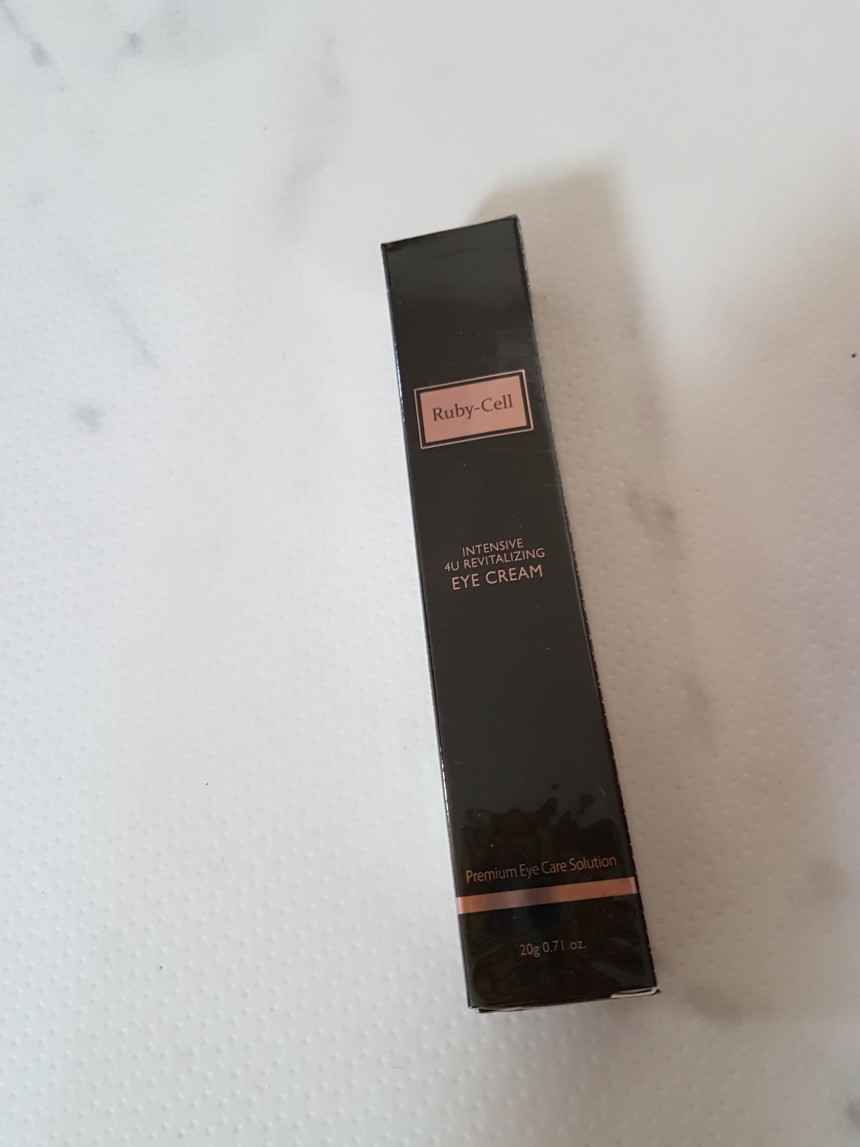 Ruby-Cell
INTENSIVE
4U REVITALIZING
EYE CREAM
Premium Eye Care Solution
20g 0.71 oz.